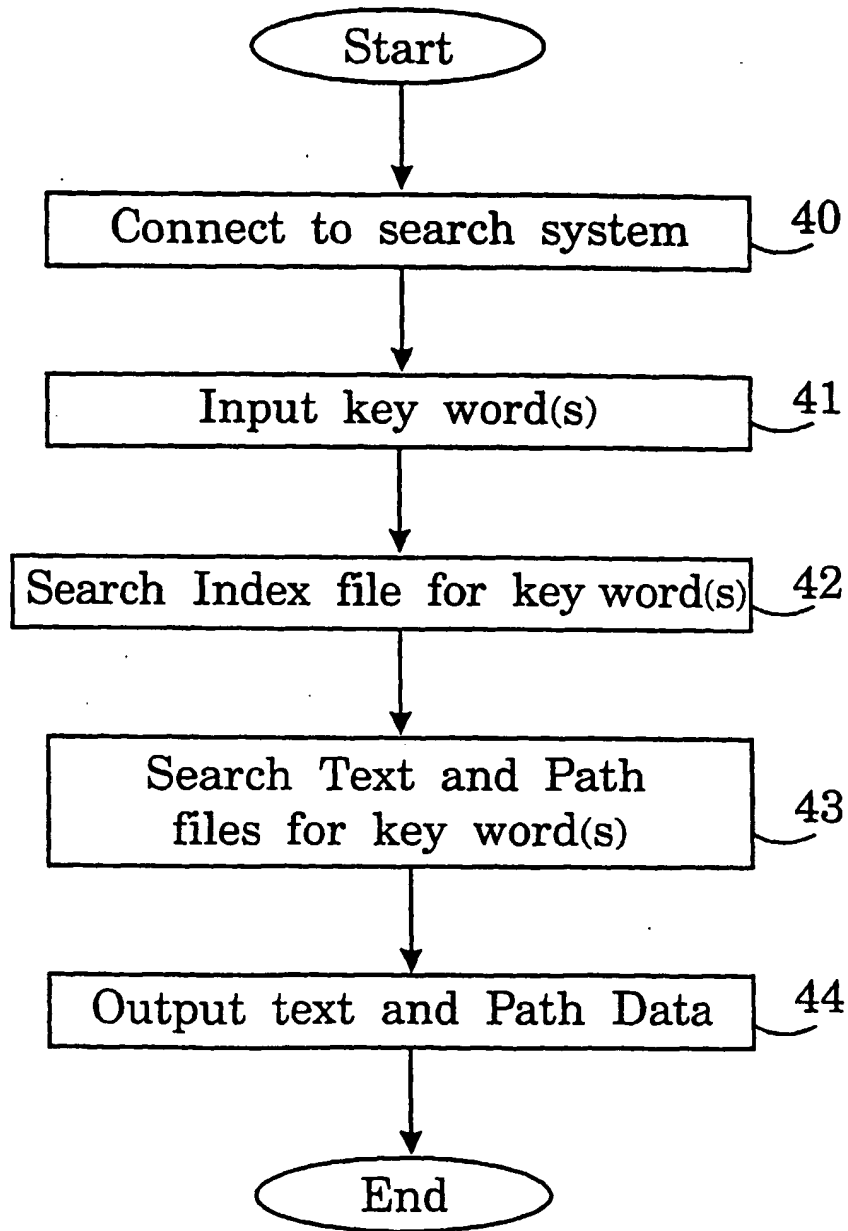 Start
Connect to search system
40
Input key word(s)
41
Search Index file for key word(s)
42
Search Text and Path
files for key word(s)
43
Output text and Path Data
44
End